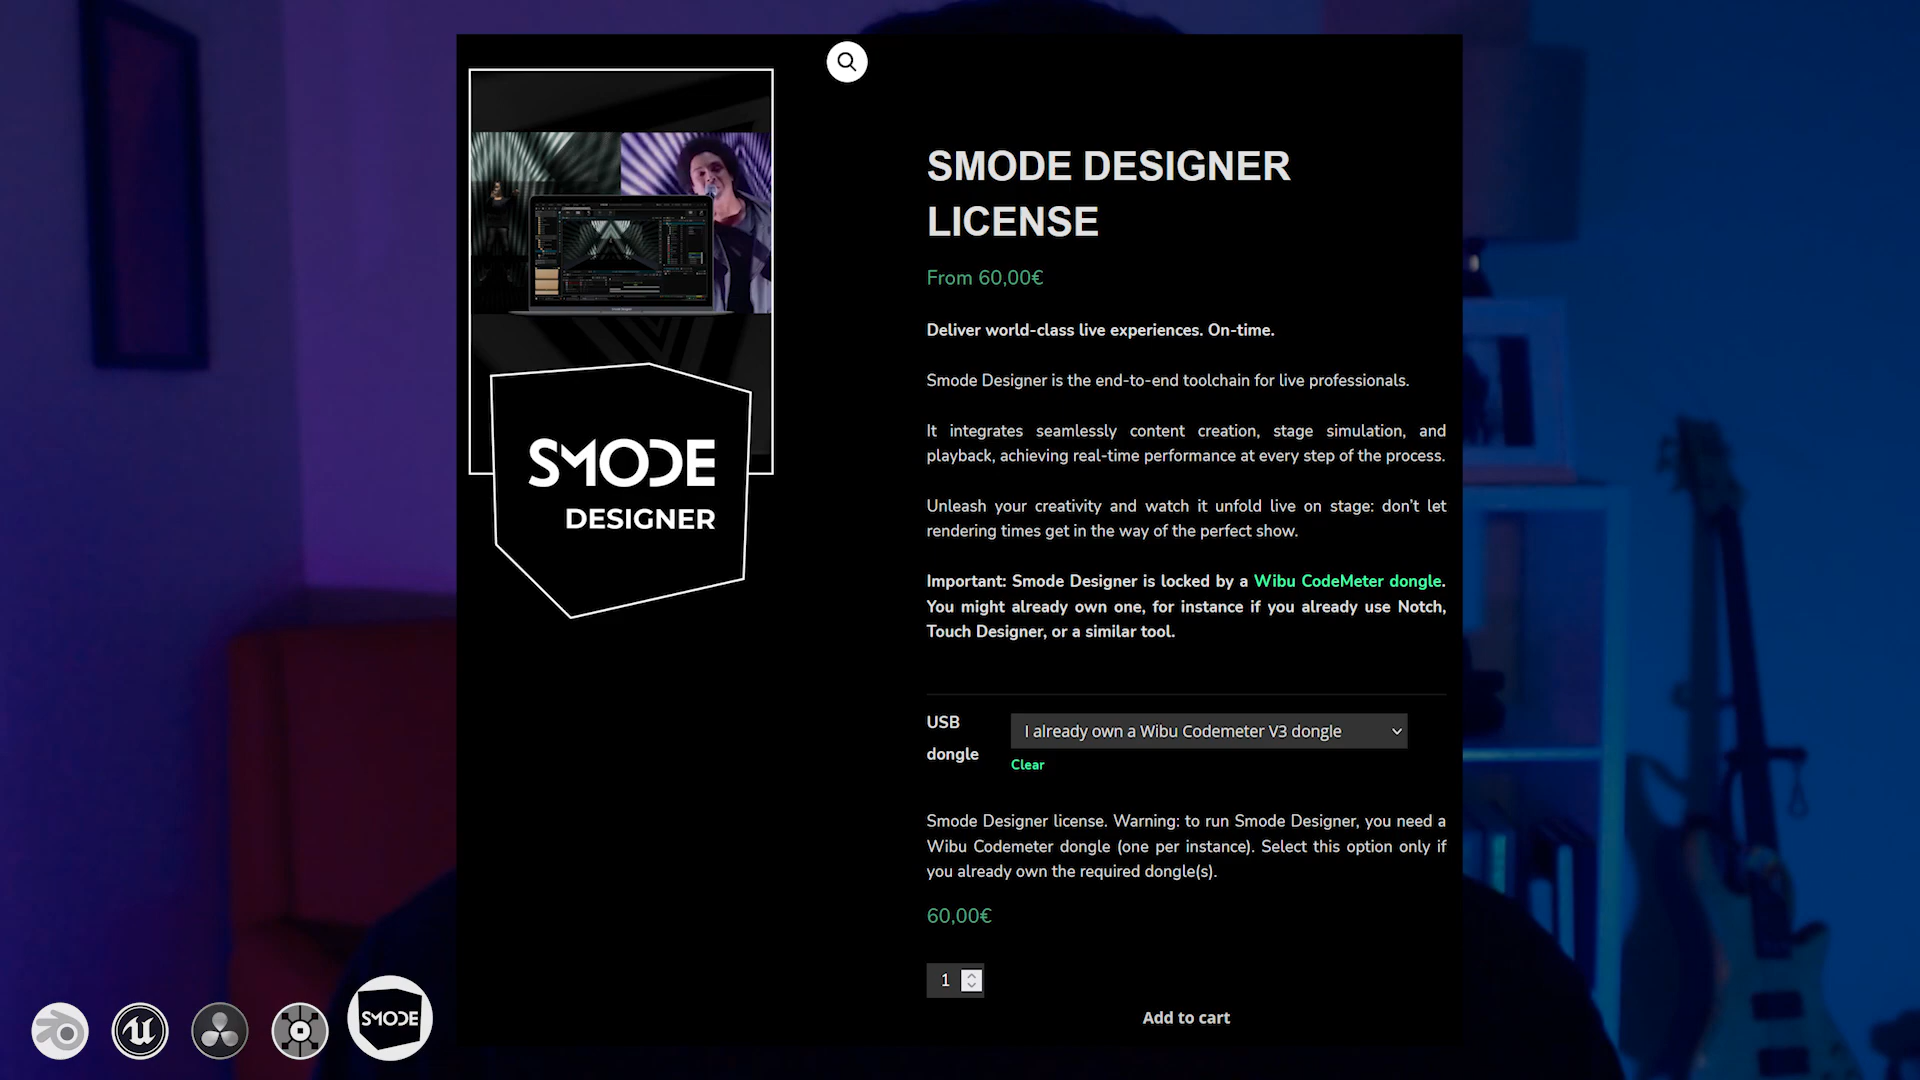 SMODE
DESIGNER
SMODE DESIGNER
LICENSE
From 60,00€
Deliver world-class live experiences. On-time.
Smode Designer is the end-to-end toolchain for live professionals.
It integrates seamlessly content creation, stage simulation, and
playback, achieving real-time performance at every step of the process.
Unleash your creativity and watch it unfold live on stage: don’t let
rendering times get in the way of the perfect show.
Important: Smode Designer is locked by a Wibu CodeMeter dongle.
You might already own one, for instance if you already use Notch,
Touch Designer, or a similar tool.
USB
dongle
I already own a Wibu Codemeter V3 dongle
Clear
Smode Designer license. Warning: to run Smode Designer, you need a
Wibu Codemeter dongle (one per instance). Select this option only if
you already own the required dongle(s).
60,00€
1
Add to cart
SMODE